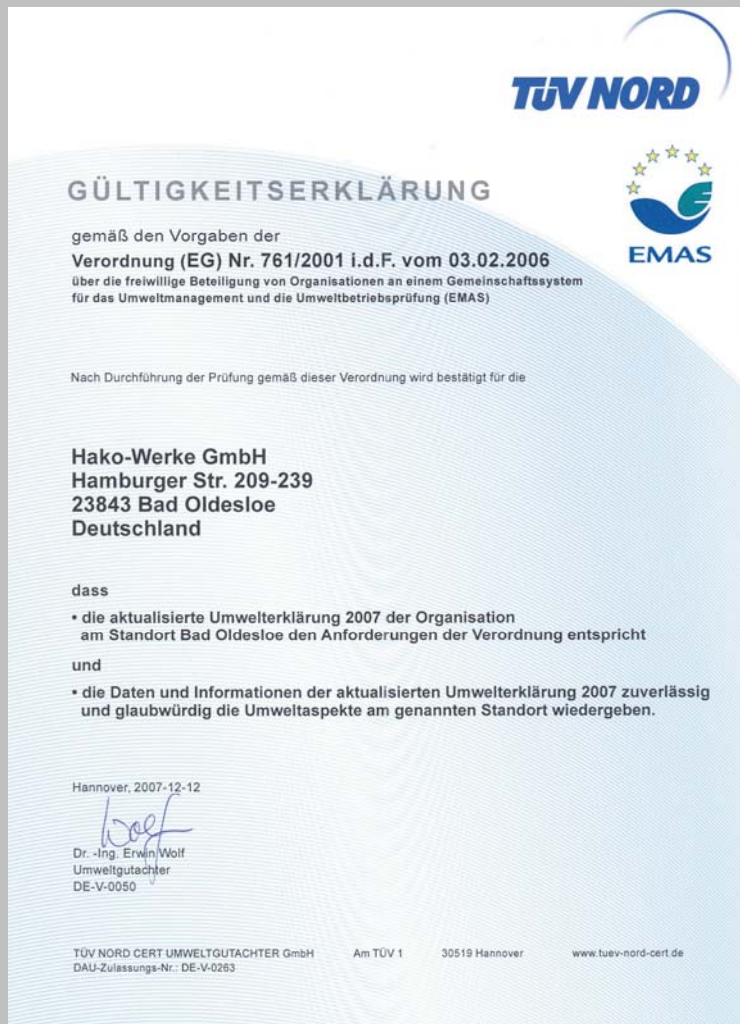 TÜV NORD
EMAS
GÜLTIGKEITSERKLÄRUNG
gemäß den Vorgaben der
Verordnung (EG) Nr. 761/2001 i.d.F. vom 03.02.2006
über die freiwillige Beteiligung von Organisationen an einem Gemeinschaftssystem
für das Umweltmanagement und die Umweltbetriebsprüfung (EMAS)
Nach Durchführung der Prüfung gemäß dieser Verordnung wird bestätigt für die
Hako-Werke GmbH
Hamburger Str. 209-239
23843 Bad Oldesloe
Deutschland
dass
• die aktualisierte Umwelterklärung 2007 der Organisation
am Standort Bad Oldesloe den Anforderungen der Verordnung entspricht
und
• die Daten und Informationen der aktualisierten Umwelterklärung 2007 zuverlässig
und glaubwürdig die Umweltaspekte am genannten Standort wiedergeben.
Hannover, 2007-12-12
Wolf
Dr. -Ing. Erwin Wolf
Umweltgutachter
DE-V-0050
TÜV NORD CERT UMWELTGUTACHTER GmbH Am TÜV 1 30519 Hannover www.tuev-nord-cert.de
DAU-Zulassungs-Nr.: DE-V-0263